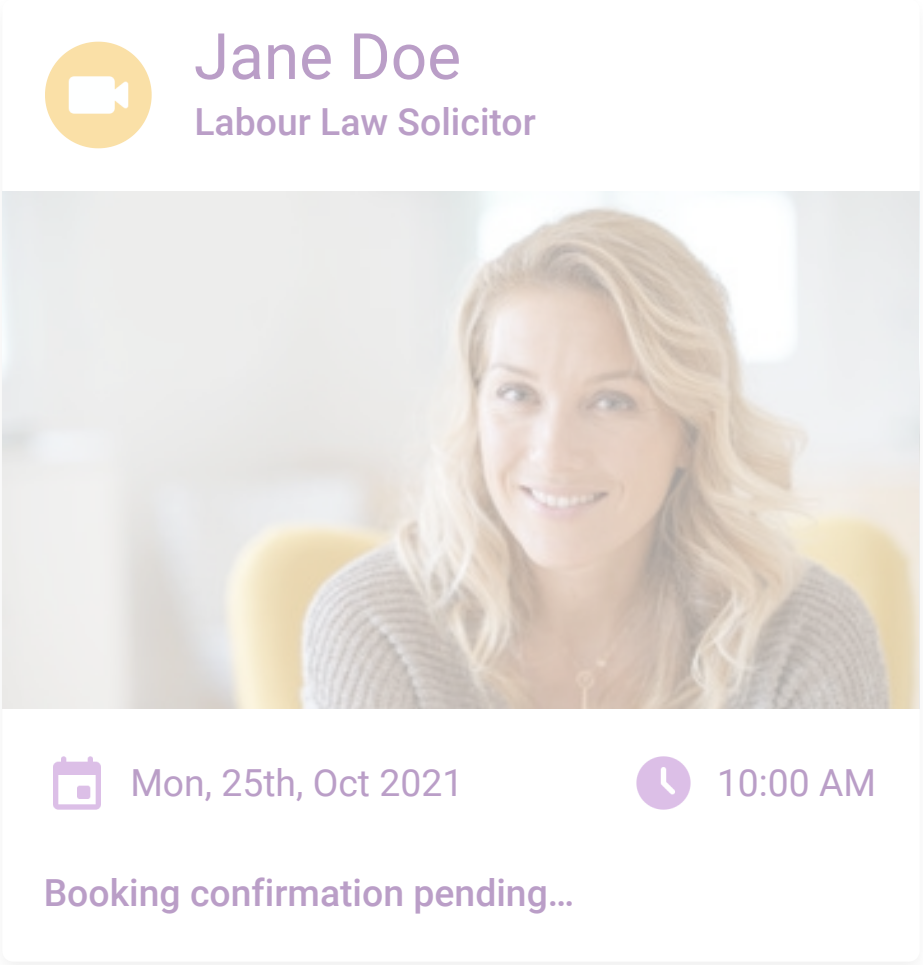 Jane Doe
Labour Law Solicitor
Mon, 25th, Oct 2021
10:00 AM
Booking confirmation pending...